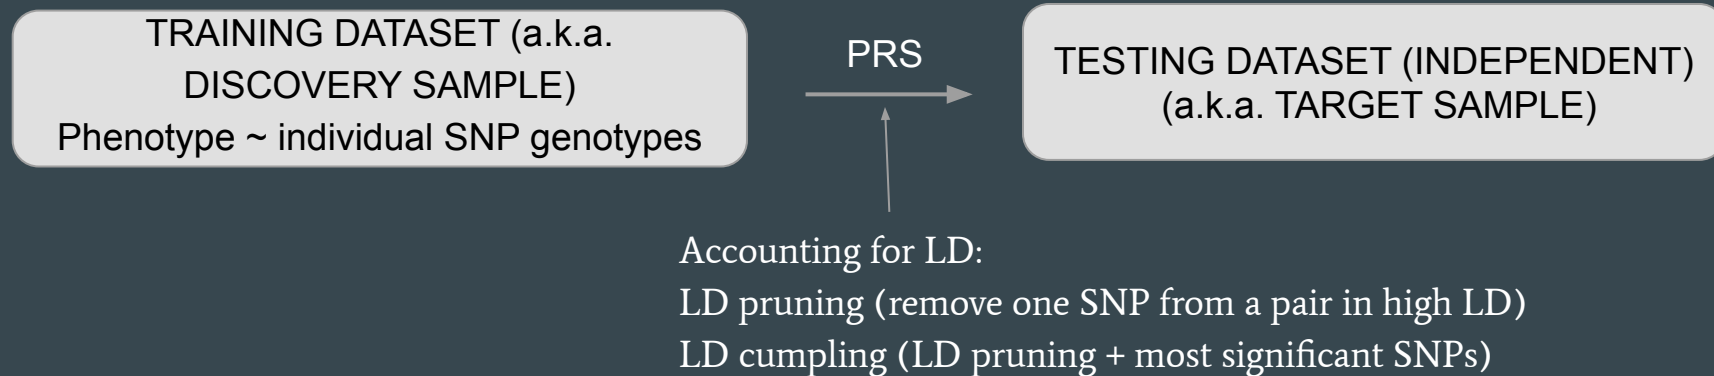 TRAINING DATASET (a.k.a.
DISCOVERY SAMPLE)
Phenotype ~ individual SNP genotypes
PRS
TESTING DATASET (INDEPENDENT)
(a.k.a. TARGET SAMPLE)
Accounting for LD:
LD pruning (remove one SNP from a pair in high LD)
LD cumpling (LD pruning + most significant SNPs)